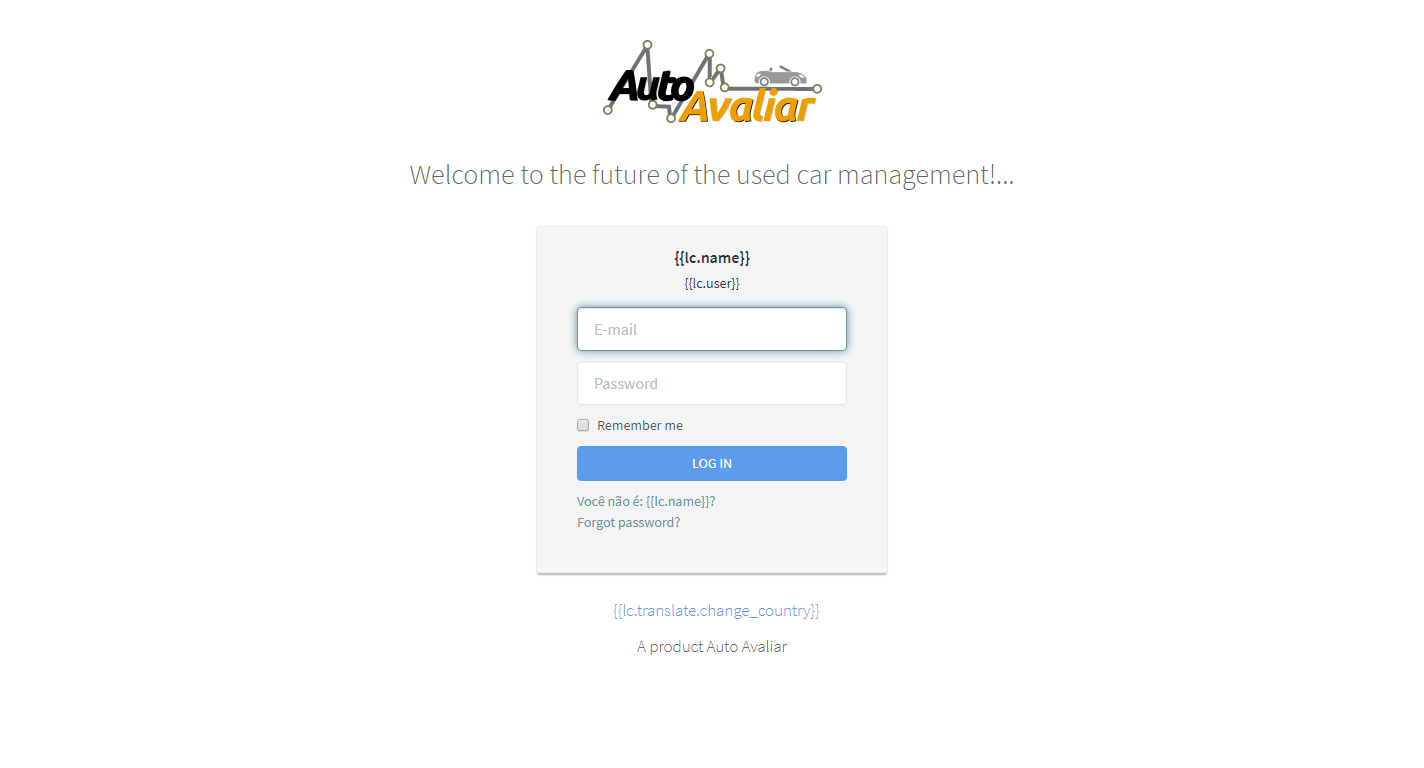 Auto
Avaliar
Welcome to the future of the used car management!...
{{lc.name}}
{{lc.user}}
E-mail
Password
Remember me
LOG IN
Você não é: {{lc.name}}?
Forgot password?
{{lc.translate.change_country}}
A product Auto Avaliar